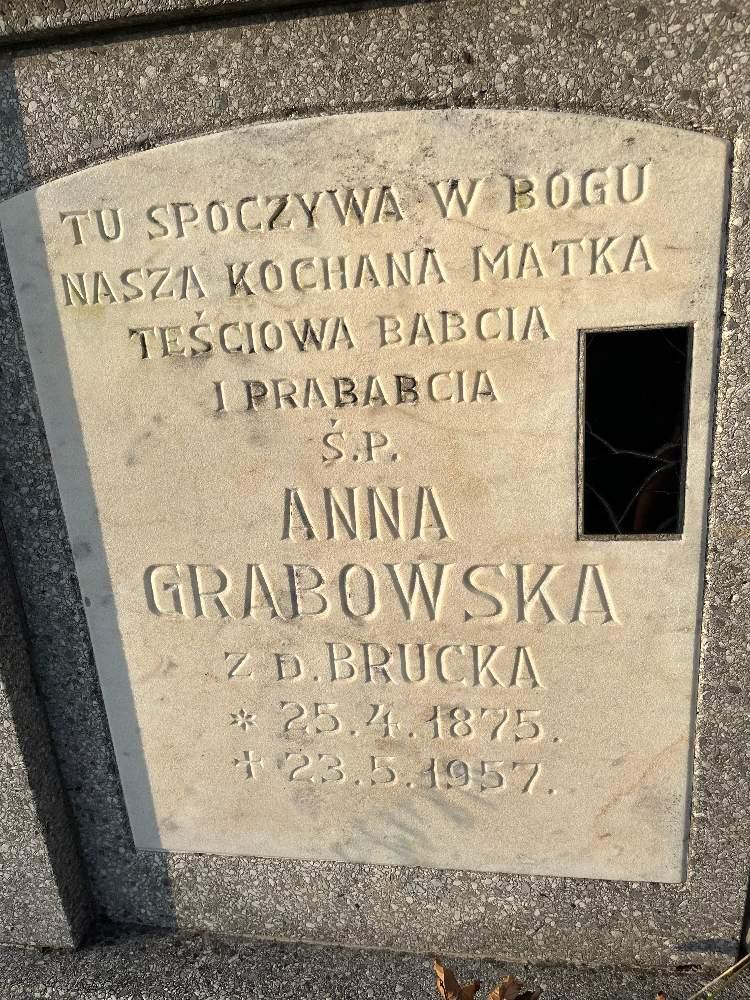 TU SPOCZYWA W BOGU
NASZA KOCHANA MATKA
TEŚCIOWA BABCIA
I PRABABCIA
Ś.P.
ANNA
GRABOWSKA
Z D. BRUCKA
* 25.4.1875.
✝ 23.5.1957.